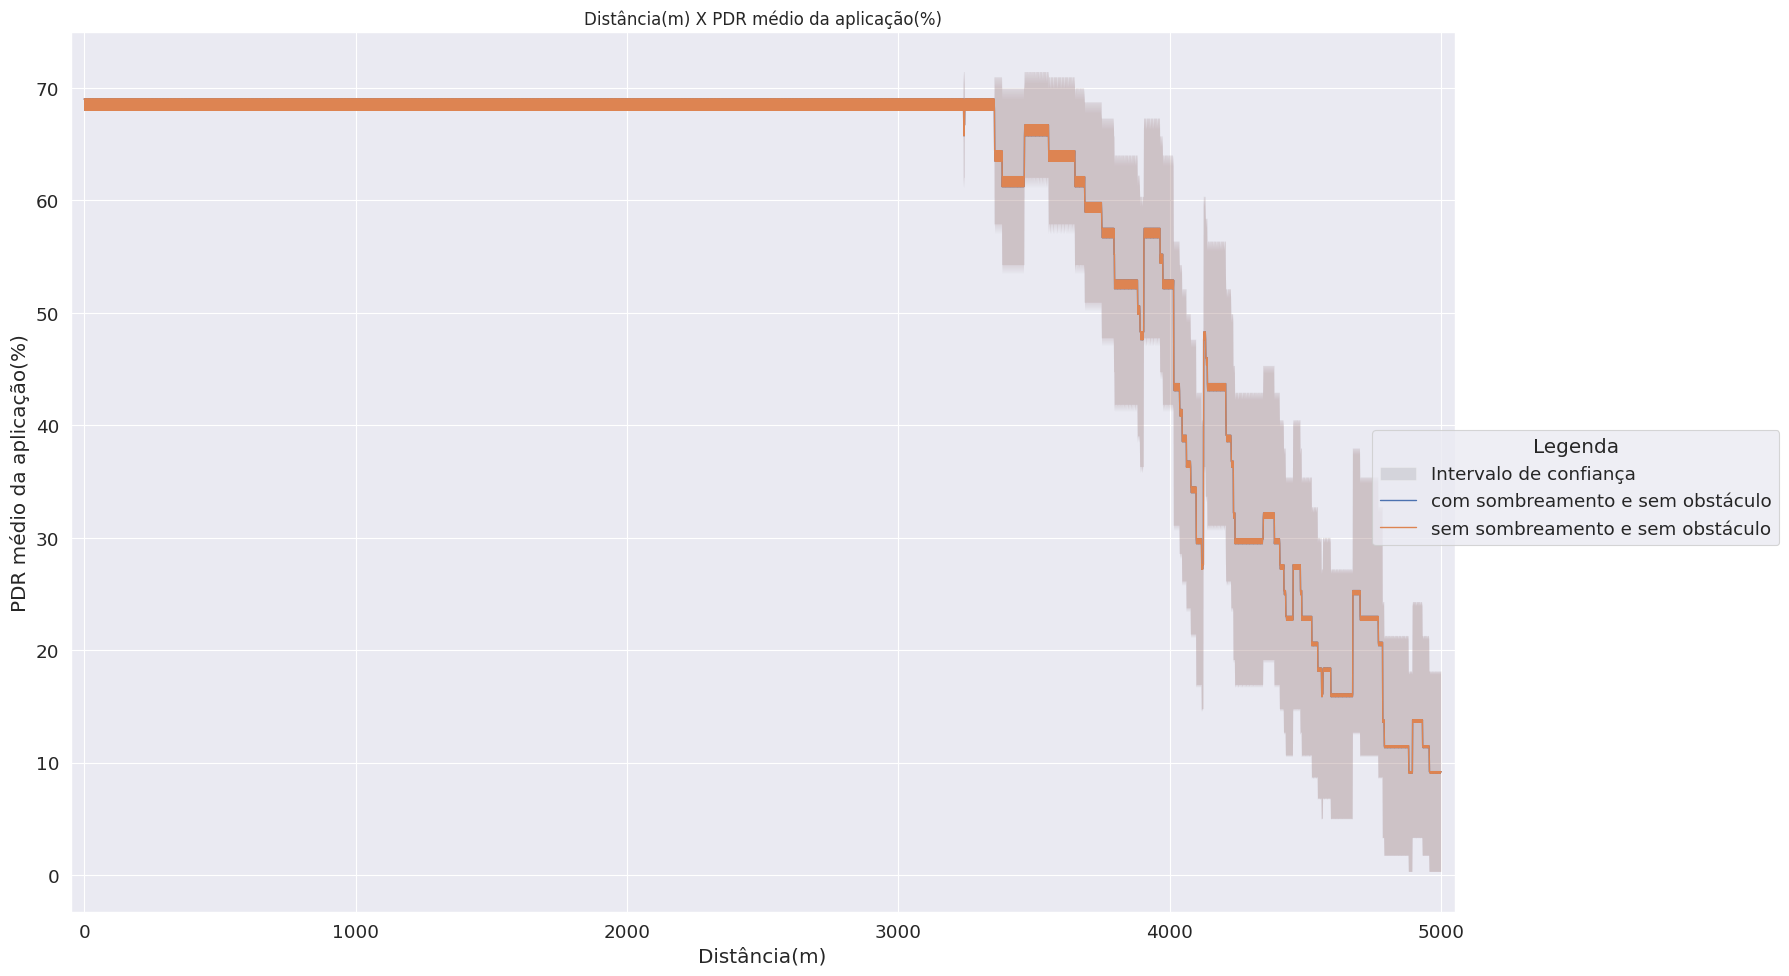 Distância(m) X PDR médio da aplicação(%)
70
60
50
40
30
20
10
0
PDR médio da aplicação(%)
0
1000
2000
3000
4000
5000
Distância(m)
Legenda
Intervalo de confiança
com sombreamento e sem obstáculo
sem sombreamento e sem obstáculo